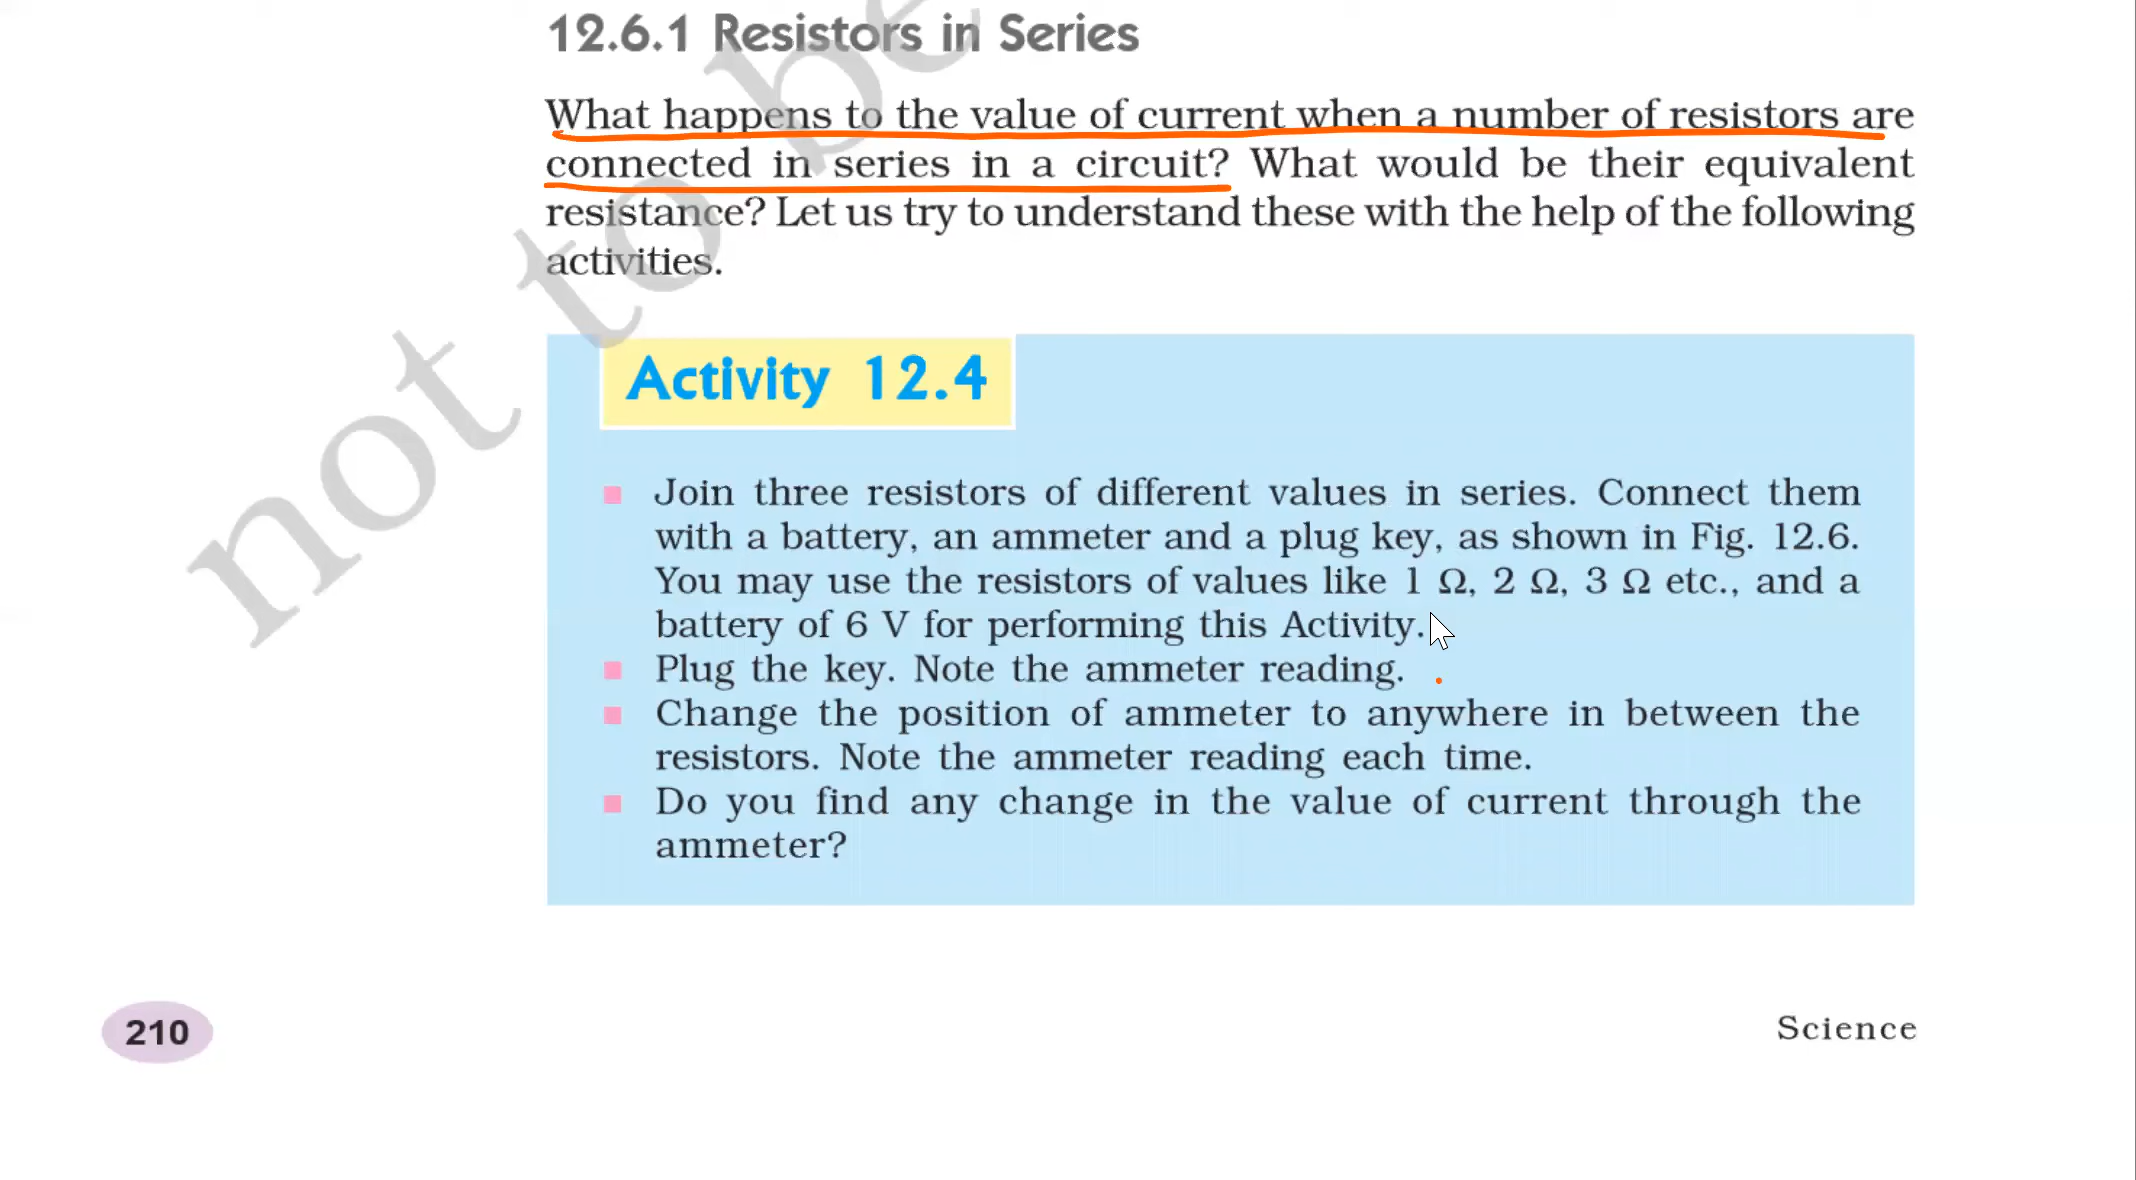 12.6.1 Resistors in Series
What happens to the value of current when a number of resistors are
connected in series in a circuit? What would be their equivalent
resistance? Let us try to understand these with the help of the following
activities.
not to be
Activity 12.4
Join three resistors of different values in series. Connect them
with a battery, an ammeter and a plug key, as shown in Fig. 12.6.
You may use the resistors of values like 1 Ω, 2 Ω, 3 Ω etc., and a
battery of 6 V for performing this Activity.
Plug the key. Note the ammeter reading.
Change the position of ammeter to anywhere in between the
resistors. Note the ammeter reading each time.
Do you find any change in the value of current through the
ammeter?
210
Science